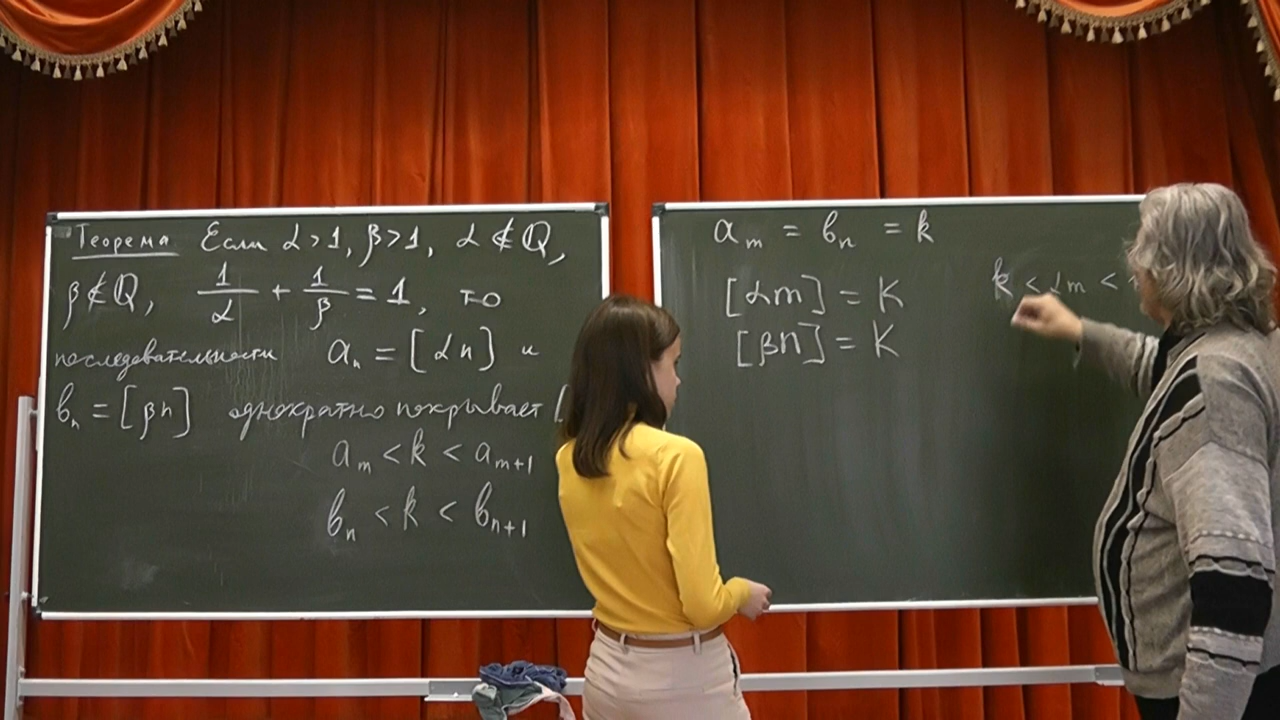 Теорема Если α>1, β>1, α∉ℚ,
β∉ℚ, 1/α + 1/β = 1, то
последовательности aₙ = [αn] и
bₙ = [βn] однократно покрывает
aₘ < k < aₘ₊₁
bₙ < k < bₙ₊₁
aₘ = bₙ = k
[αm] = K
[βn] = K
k < αm <